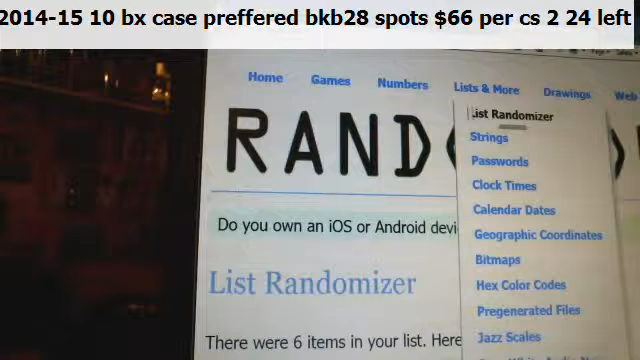 2014-15 10 bx case preffered bkb28 spots $66 per cs 2 24 left
Home Games Numbers Lists & More Drawings Web
RAND
List Randomizer
Strings
Passwords
Clock Times
Calendar Dates
Geographic Coordinates
Bitmaps
Hex Color Codes
Pregenerated Files
Jazz Scales
Do you own an iOS or Android devi
List Randomizer
There were 6 items in your list. Here